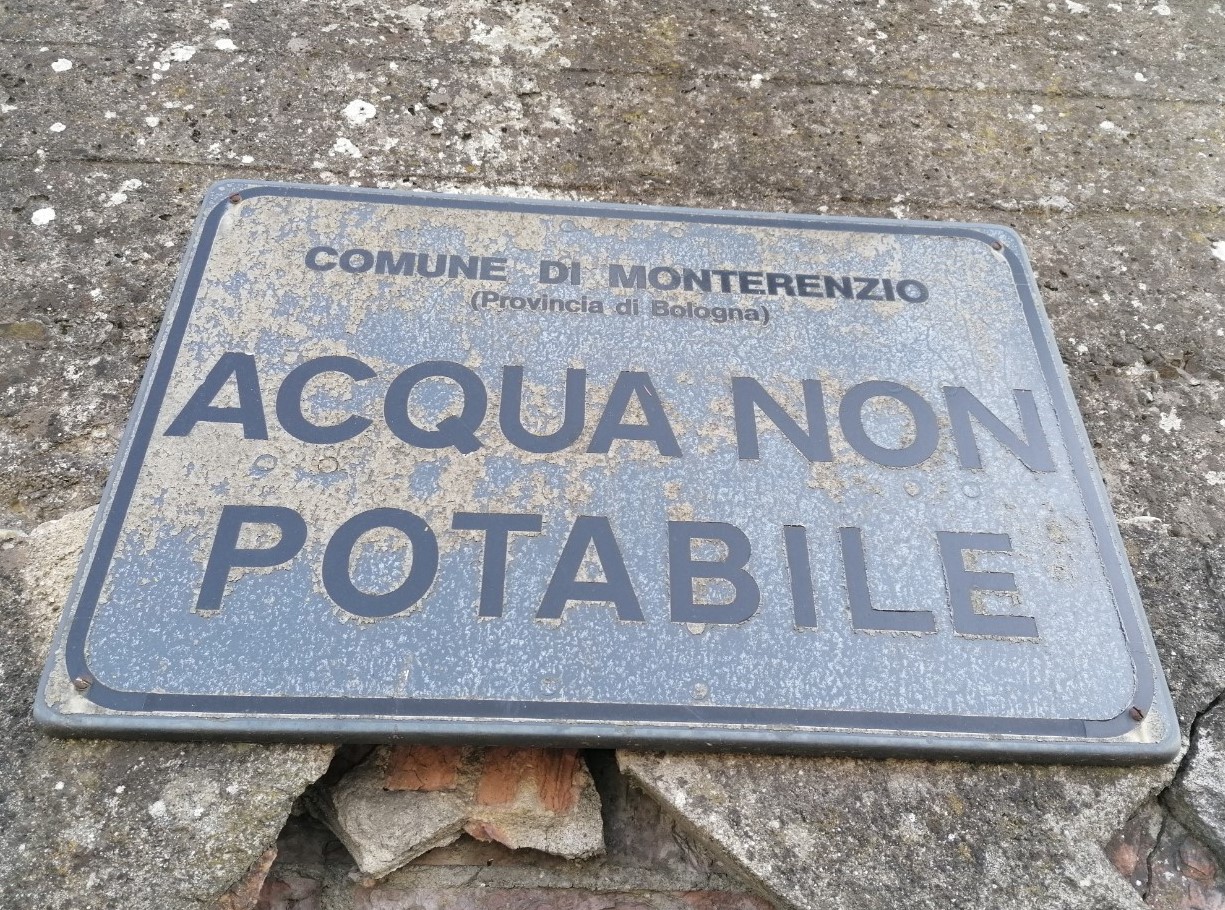 COMUNE DI MONTERENZIO
(Provincia di Bologna)
ACQUA NON
POTABILE